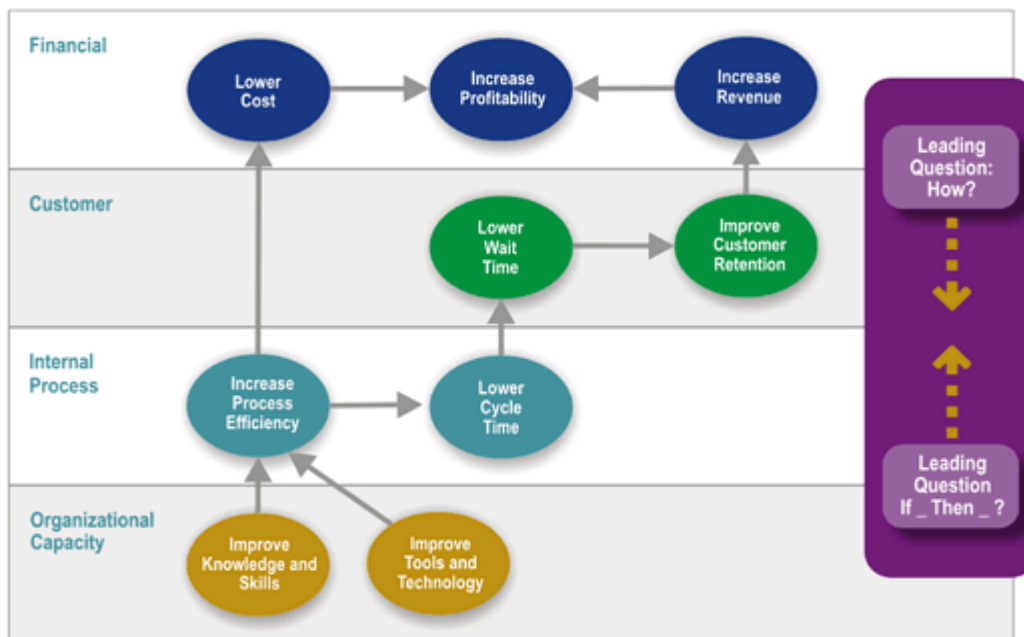 Financial
Lower
Cost
Increase
Profitability
Increase
Revenue
Customer
Lower
Wait
Time
Improve
Customer
Retention
Internal
Process
Increase
Process
Efficiency
Lower
Cycle
Time
Organizational
Capacity
Improve
Knowledge and
Skills
Improve
Tools and
Technology
Leading
Question:
How?
Leading
Question
If _ Then _ ?